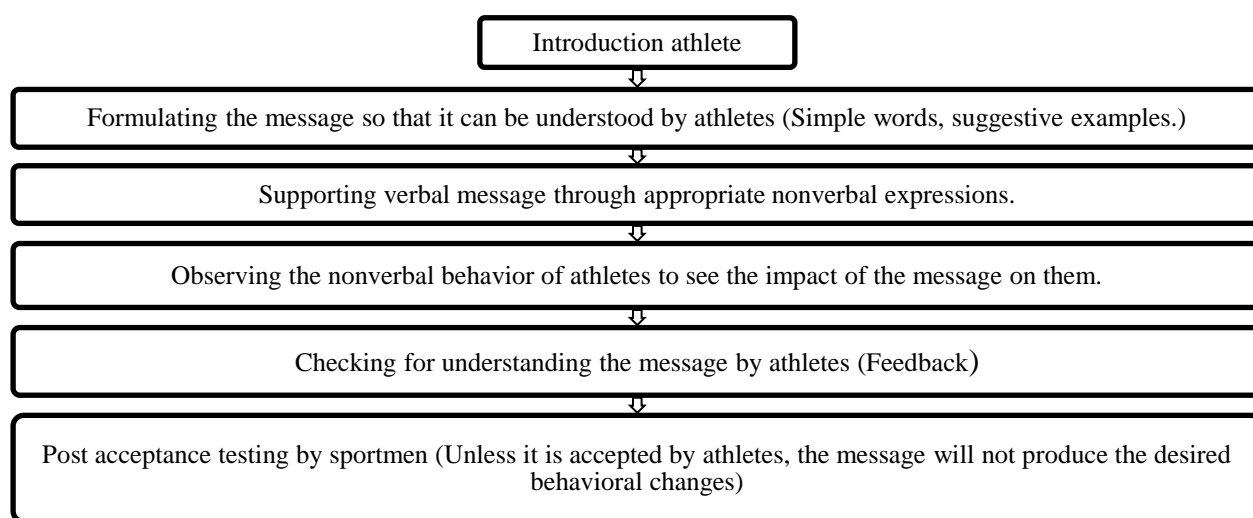 Introduction athlete
Formulating the message so that it can be understood by athletes (Simple words, suggestive examples.)
Supporting verbal message through appropriate nonverbal expressions.
Observing the nonverbal behavior of athletes to see the impact of the message on them.
Checking for understanding the message by athletes (Feedback)
Post acceptance testing by sportmen (Unless it is accepted by athletes, the message will not produce the desired
behavioral changes)